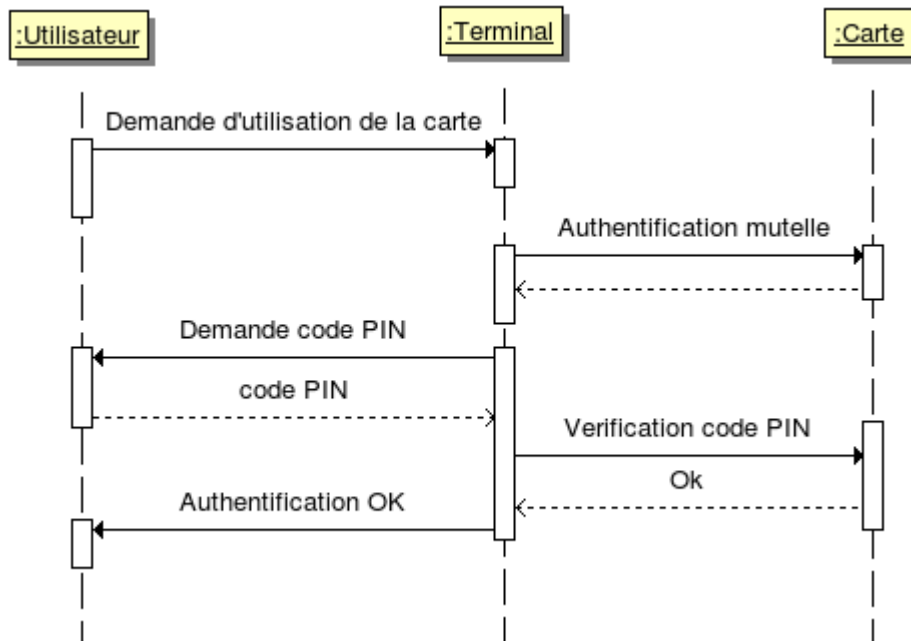 :Utilisateur
:Terminal
:Carte
Demande d'utilisation de la carte
Authentification mutelle
Demande code PIN
code PIN
Verification code PIN
Ok
Authentification OK